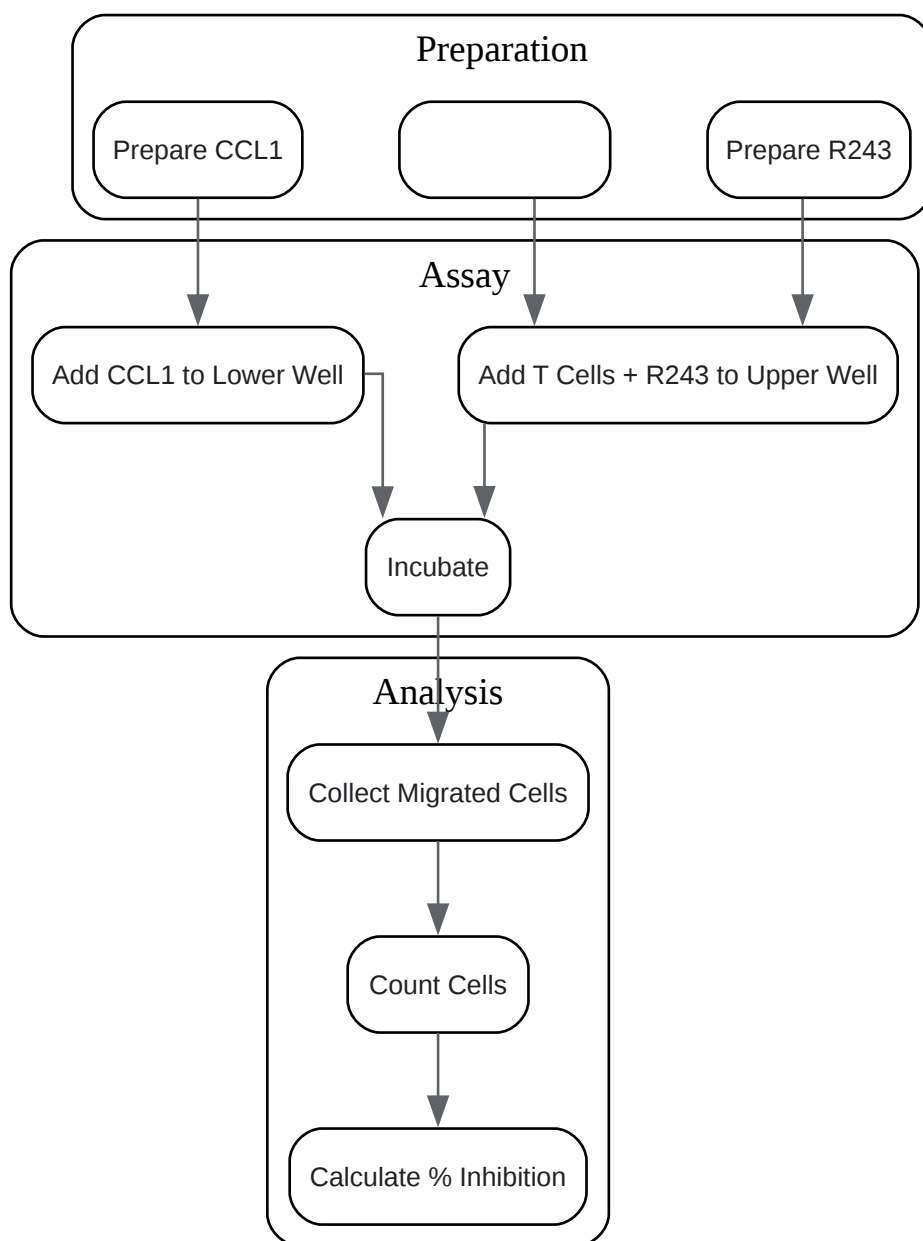 Preparation
Prepare CCL1
Prepare R243
Assay
Add CCL1 to Lower Well
Add T Cells + R243 to Upper Well
Incubate
Analysis
Collect Migrated Cells
Count Cells
Calculate % Inhibition